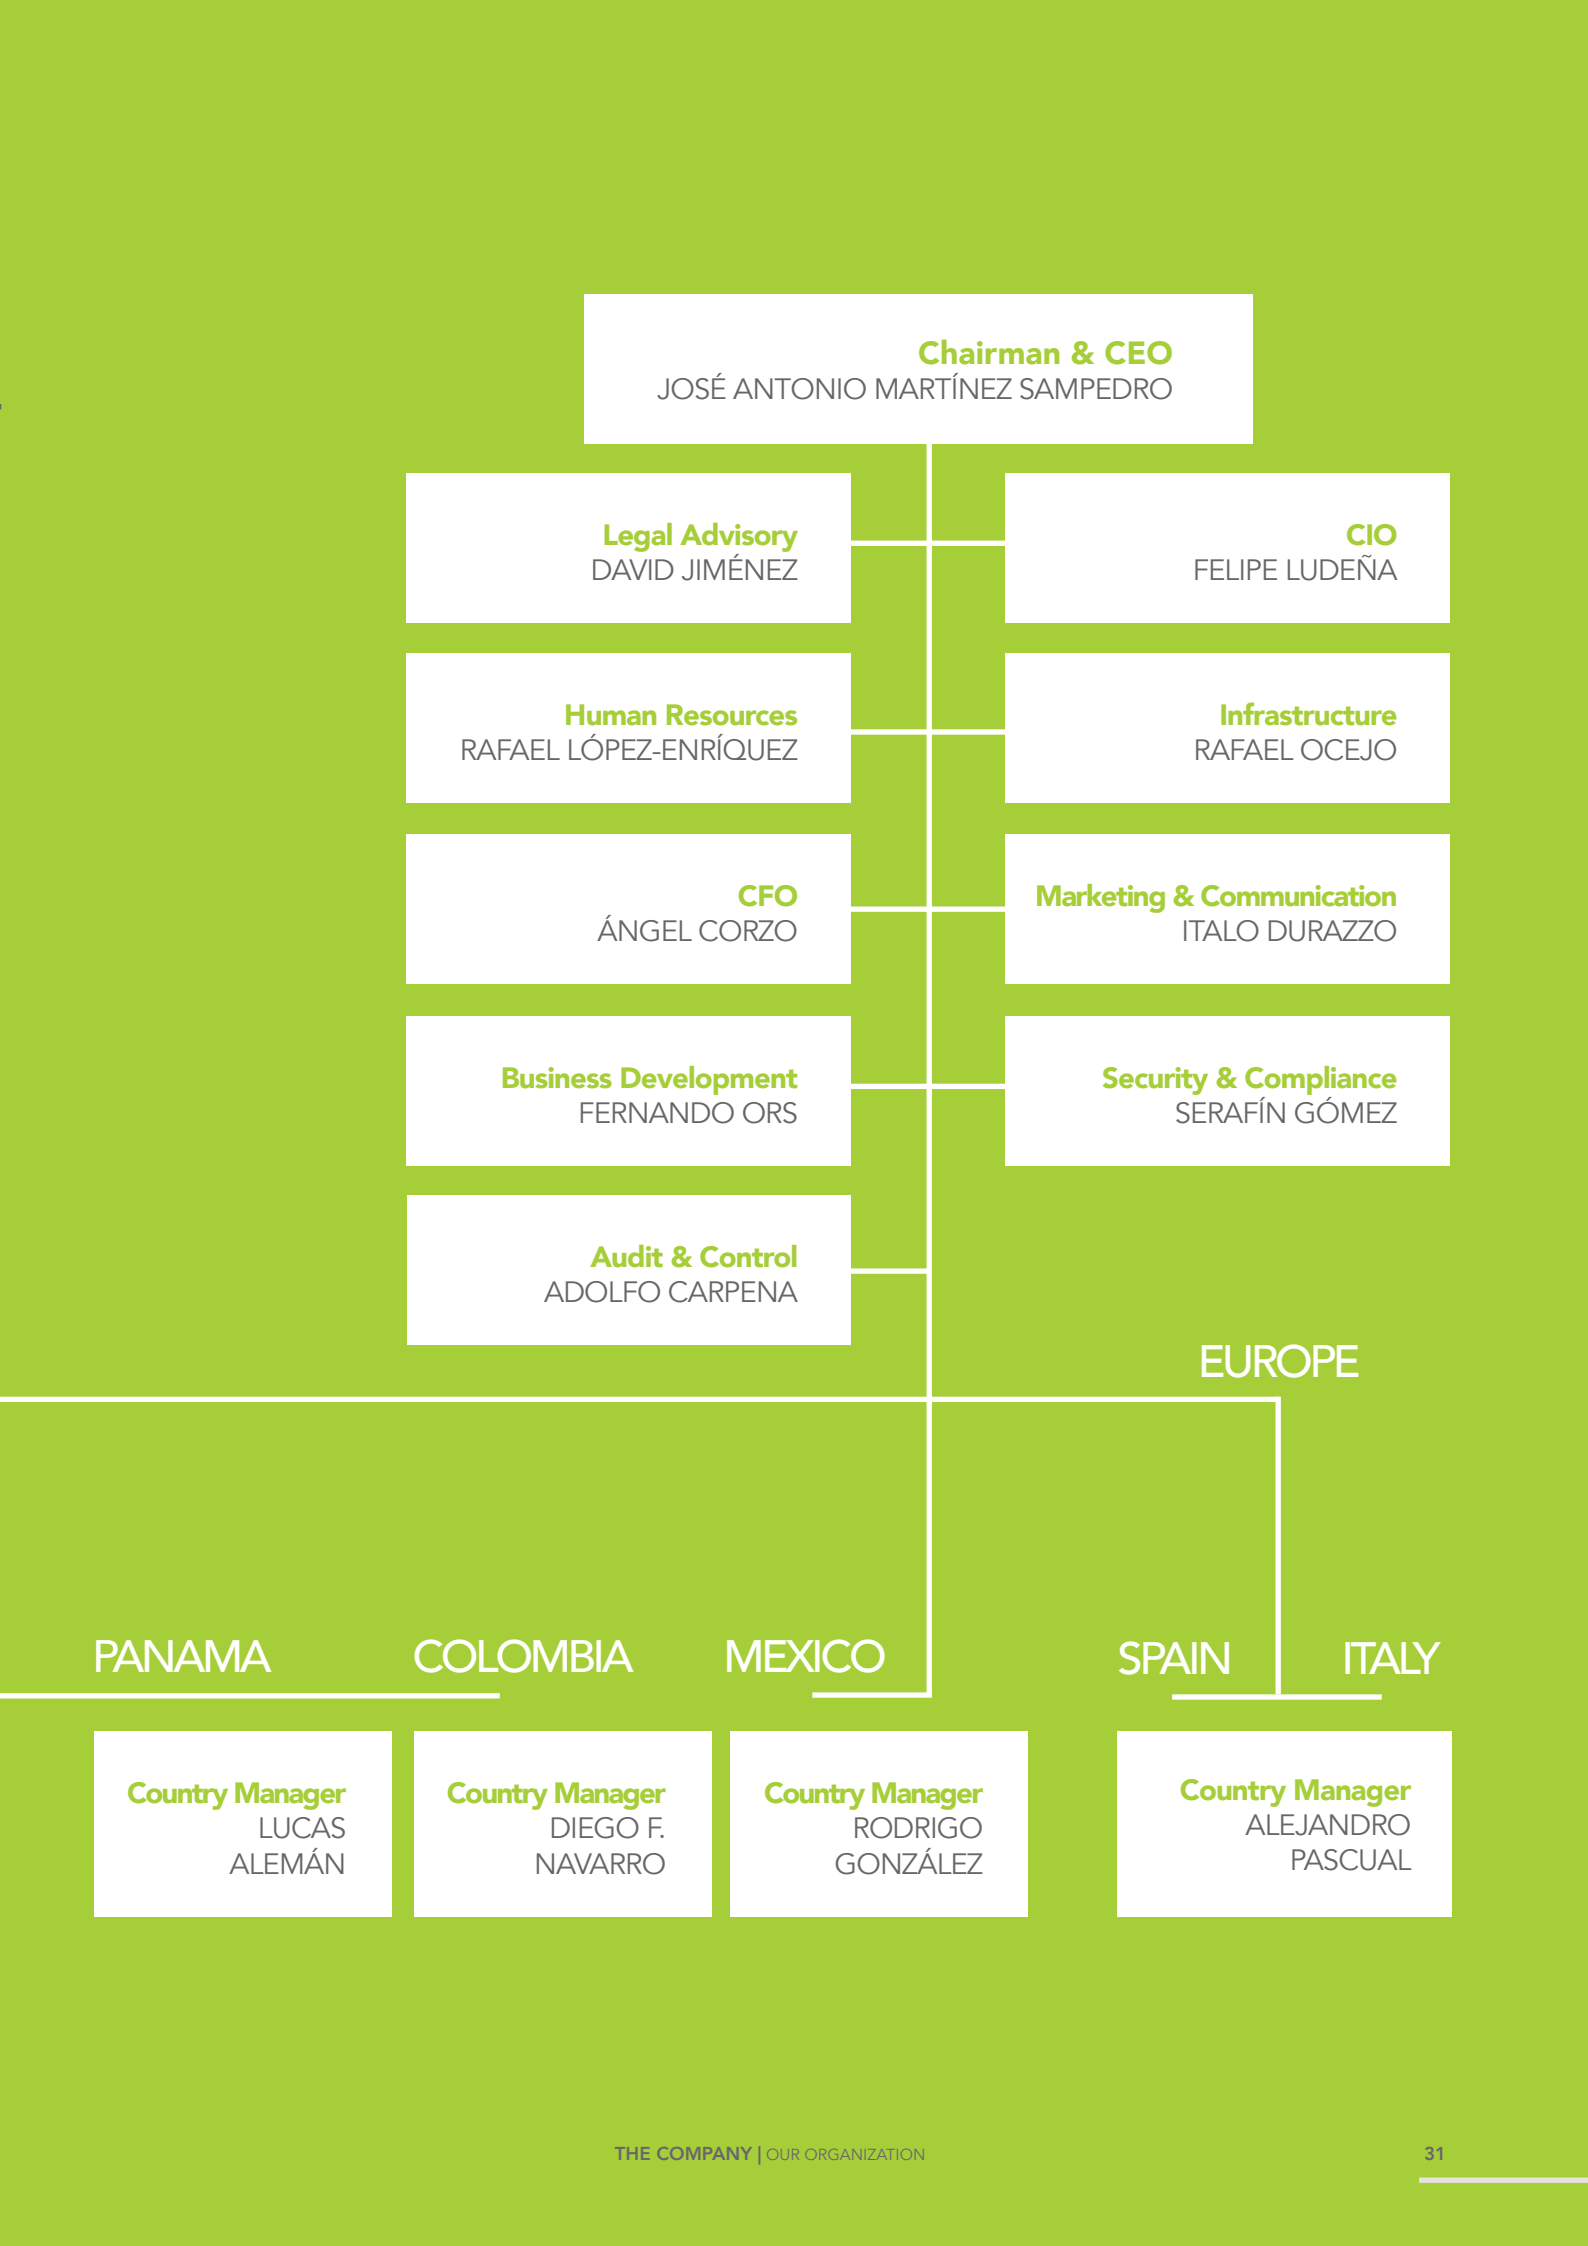 Chairman & CEO
JOSÉ ANTONIO MARTÍNEZ SAMPEDRO
Legal Advisory
DAVID JIMÉNEZ
CIO
FELIPE LUDEÑA
Human Resources
RAFAEL LÓPEZ-ENRÍQUEZ
Infrastructure
RAFAEL OCEJO
CFO
ÁNGEL CORZO
Marketing & Communication
ITALO DURAZZO
Business Development
FERNANDO ORS
Security & Compliance
SERAFÍN GÓMEZ
Audit & Control
ADOLFO CARPENA
EUROPE
PANAMA
Country Manager
LUCAS
ALEMÁN
COLOMBIA
Country Manager
DIEGO F.
NAVARRO
MEXICO
Country Manager
RODRIGO
GONZÁLEZ
SPAIN
ITALY
Country Manager
ALEJANDRO
PASCUAL
THE COMPANY | OUR ORGANIZATION
31